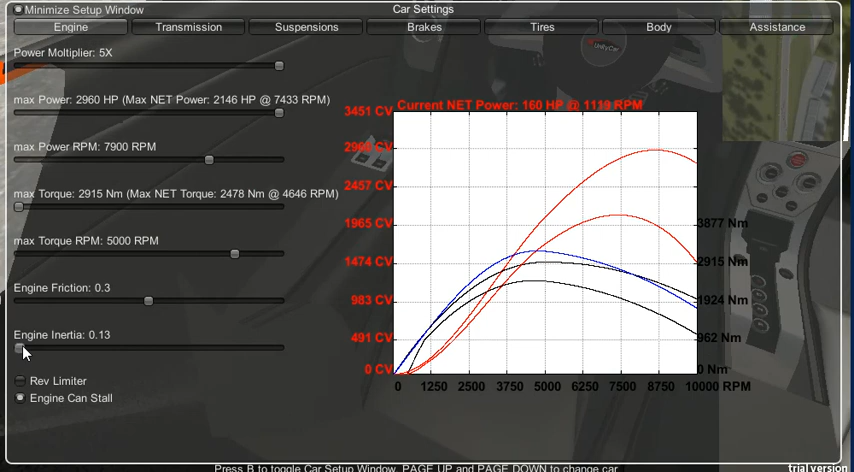 Minimize Setup Window
Car Settings
Engine
Transmission
Suspensions
Brakes
Tires
Body
Assistance
Power Moltiplier: 5X
max Power: 2960 HP (Max NET Power: 2146 HP @ 7433 RPM)
max Power RPM: 7900 RPM
max Torque: 2915 Nm (Max NET Torque: 2478 Nm @ 4646 RPM)
max Torque RPM: 5000 RPM
Engine Friction: 0.3
Engine Inertia: 0.13
Rev Limiter
Engine Can Stall
UnityCar
Current NET Power: 160 HP @ 1119 RPM
3451 CV
2960 CV
2457 CV
1965 CV
1474 CV
983 CV
491 CV
0 CV
3877 Nm
2915 Nm
1924 Nm
962 Nm
0 Nm
0 1250 2500 3750 5000 6250 7500 8750 10000 RPM
Press B to toggle Car Setup Window, PAGE UP and PAGE DOWN to change car
trial version